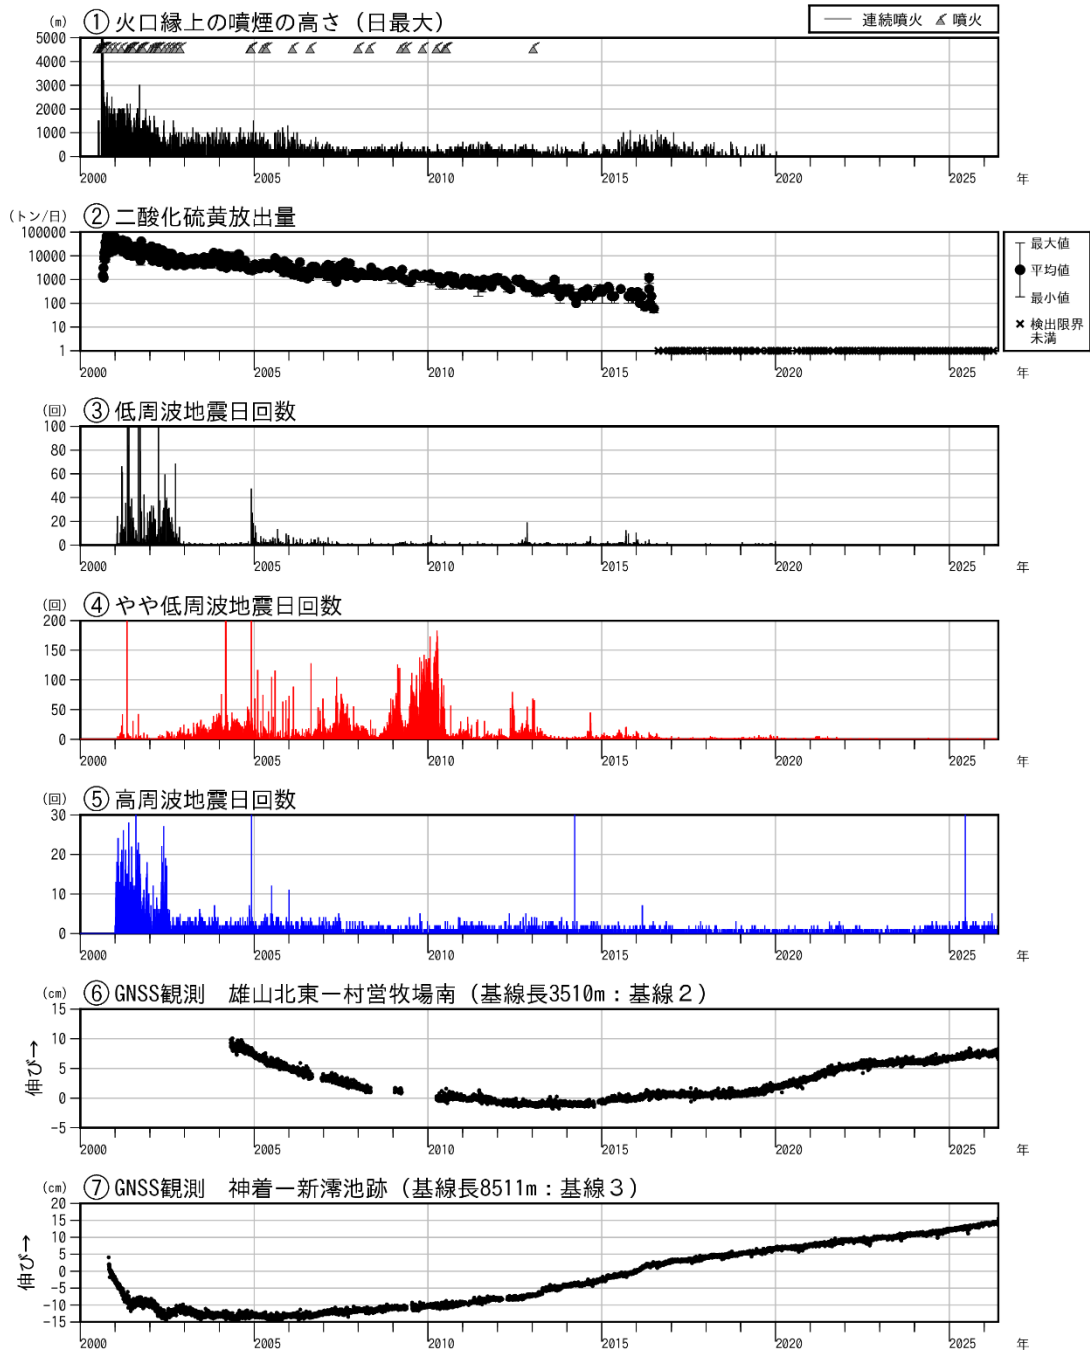 (m) ①火口縁上の噴煙の高さ（日最大）
連続噴火 噴火
5000
4000
3000
2000
1000
0
2000 2005 2010 2015 2020 2025 年
(トン/日) ②二酸化硫黄放出量
100000
10000
1000
100
10
1
最大値
平均値
最小値
検出限界
未満
2000 2005 2010 2015 2020 2025 年
(回) ③低周波地震日回数
100
80
60
40
20
0
2000 2005 2010 2015 2020 2025 年
(回) ④やや低周波地震日回数
200
150
100
50
0
2000 2005 2010 2015 2020 2025 年
(回) ⑤高周波地震日回数
30
20
10
0
2000 2005 2010 2015 2020 2025 年
(cm) ⑥GNSS観測　雄山北東ー村営牧場南（基線長3510m：基線２）
15
10
5
0
-5
伸び→
2000 2005 2010 2015 2020 2025 年
(cm) ⑦GNSS観測　神着ー新澪池跡（基線長8511m：基線３）
20
15
10
5
0
-5
-10
-15
伸び→
2000 2005 2010 2015 2020 2025 年